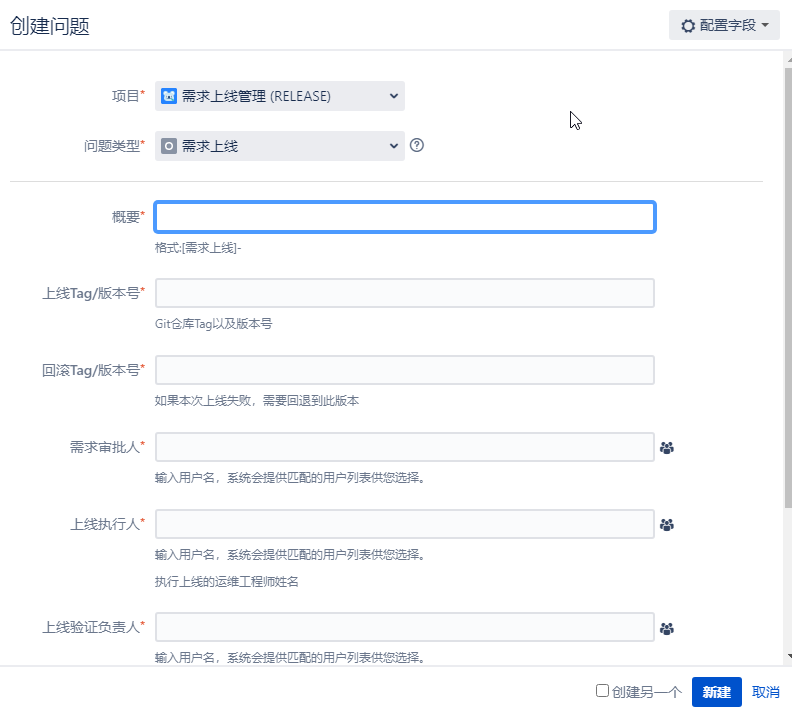 创建问题
配置字段
项目*
需求上线管理 (RELEASE)
问题类型*
需求上线
概要*
格式:[需求上线]-
上线Tag/版本号*
Git仓库Tag以及版本号
回滚Tag/版本号*
如果本次上线失败，需要回退到此版本
需求审批人*
输入用户名，系统会提供匹配的用户列表供您选择。
上线执行人*
输入用户名，系统会提供匹配的用户列表供您选择。
执行上线的运维工程师姓名
上线验证负责人*
输入用户名，系统会提供匹配的用户列表供您选择。
创建另一个 新建 取消